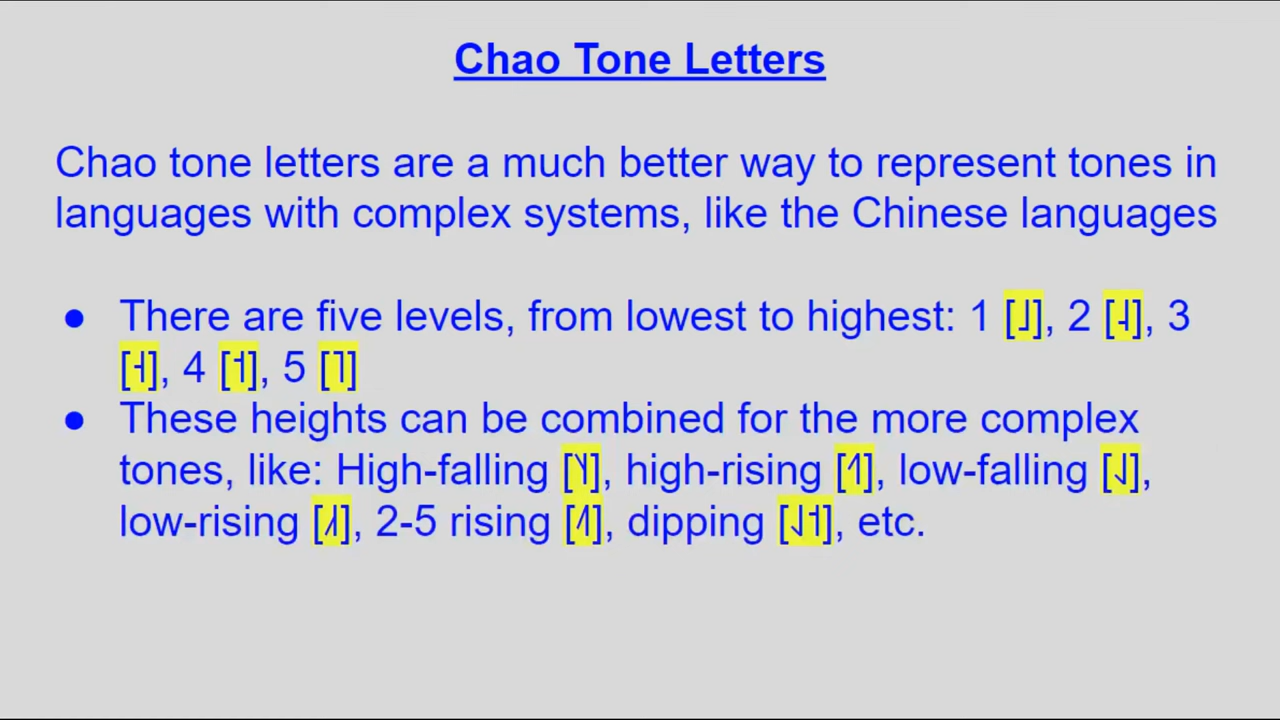 Chao Tone Letters
Chao tone letters are a much better way to represent tones in
languages with complex systems, like the Chinese languages
● There are five levels, from lowest to highest: 1 [˩], 2 [˨], 3
[˧], 4 [˦], 5 [˥]
● These heights can be combined for the more complex
tones, like: High-falling [˥˧], high-rising [˧˥], low-falling [˨˩],
low-rising [˩˧], 2-5 rising [˨˥], dipping [˨˩˦], etc.